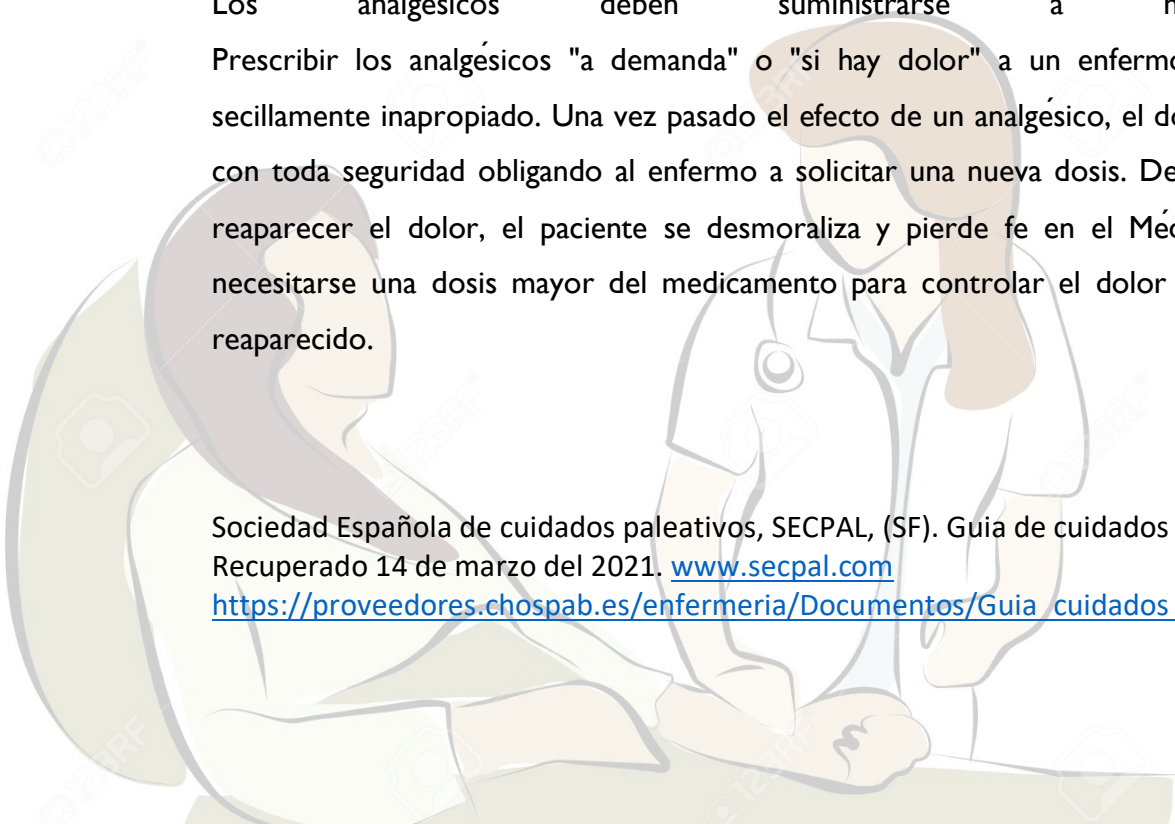 Los analgésicos deben suministrarse a
Prescribir los analgésicos "a demanda" o "si hay dolor" a un enfermo
secillamente inapropiado. Una vez pasado el efecto de un analgésico, el
con toda seguridad obligando al enfermo a solicitar una nueva dosis.
reaparecer el dolor, el paciente se desmoraliza y pierde fe en el
necesitarse una dosis mayor del medicamento para controlar el dolor
reaparecido.
Sociedad Española de cuidados paleativos, SECPAL, (SF). Guia de cuidados
Recuperado 14 de marzo del 2021. www.secpal.com
https://proveedores.chospab.es/enfermeria/Documentos/Guia_cuidados_